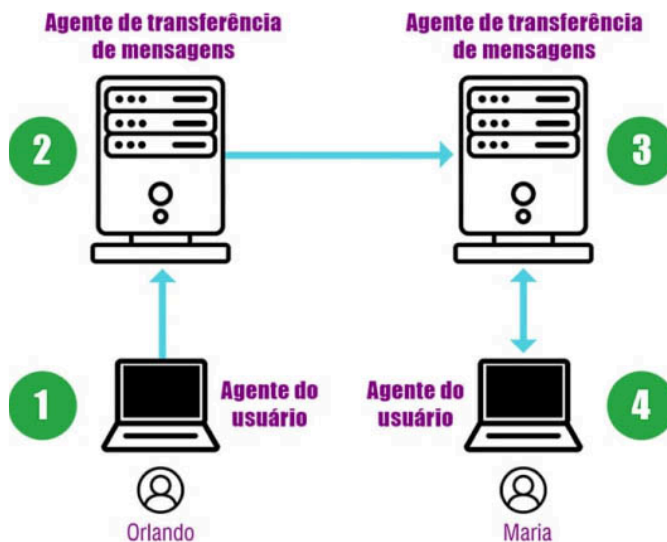 Agente de transferência
de mensagens
Agente de transferência
de mensagens
2
3
1
Agente do
usuário
Agente do
usuário
4
Orlando
Maria